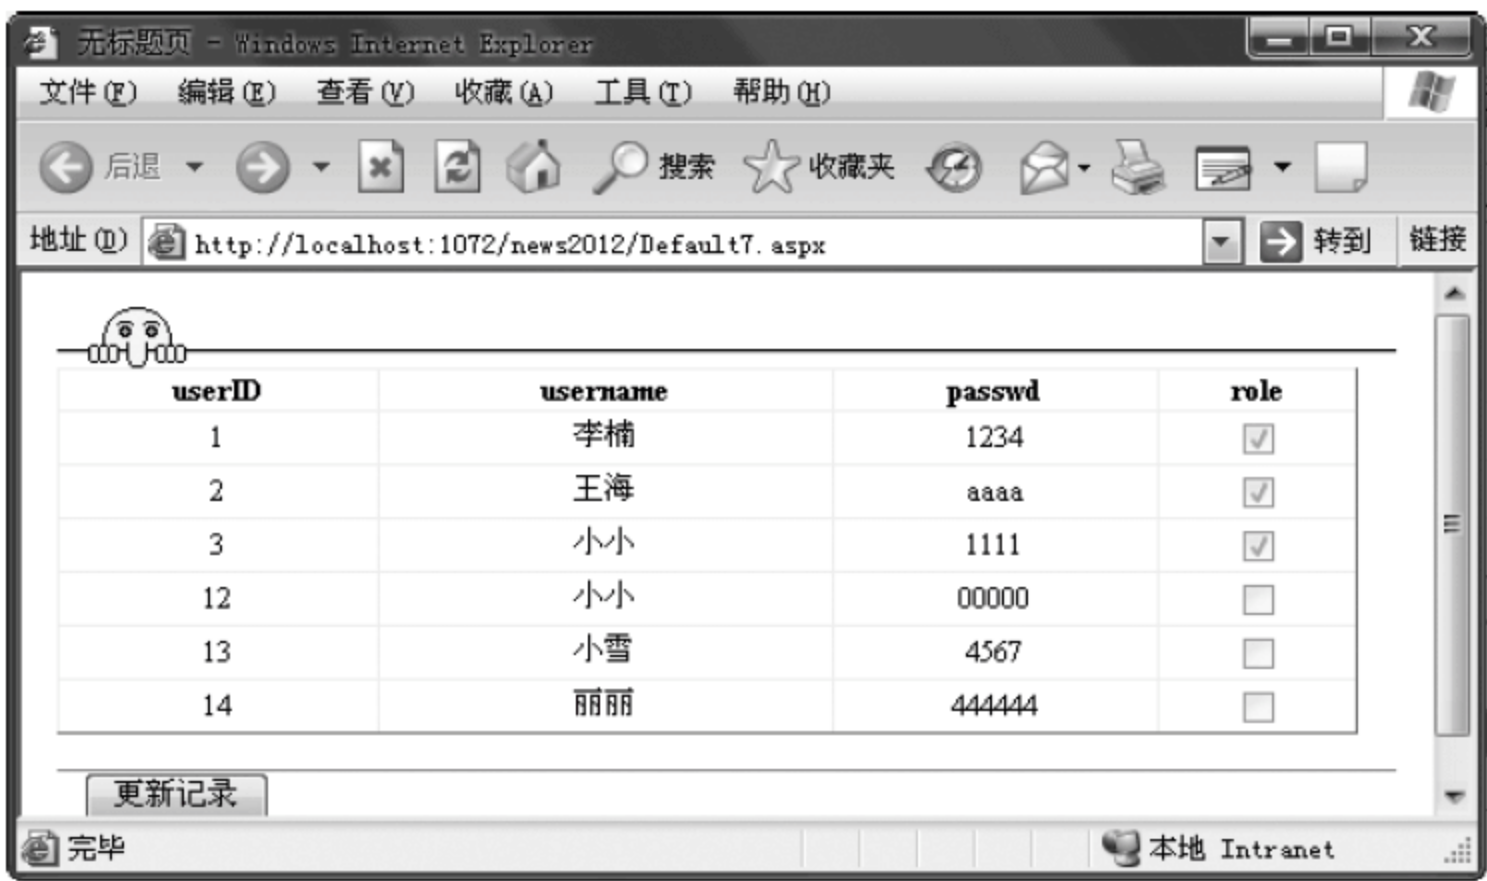 无标题页 - Windows Internet Explorer
文件(F) 编辑(E) 查看(V) 收藏(A) 工具(T) 帮助(H)
后退 搜索 收藏夹
地址(D) http://localhost:1072/news2012/Default7.aspx 转到 链接
userID username passwd role
1 李楠 1234
2 王海 aaaa
3 小小 1111
12 小小 00000
13 小雪 4567
14 丽丽 444444
更新记录
完毕 本地 Intranet